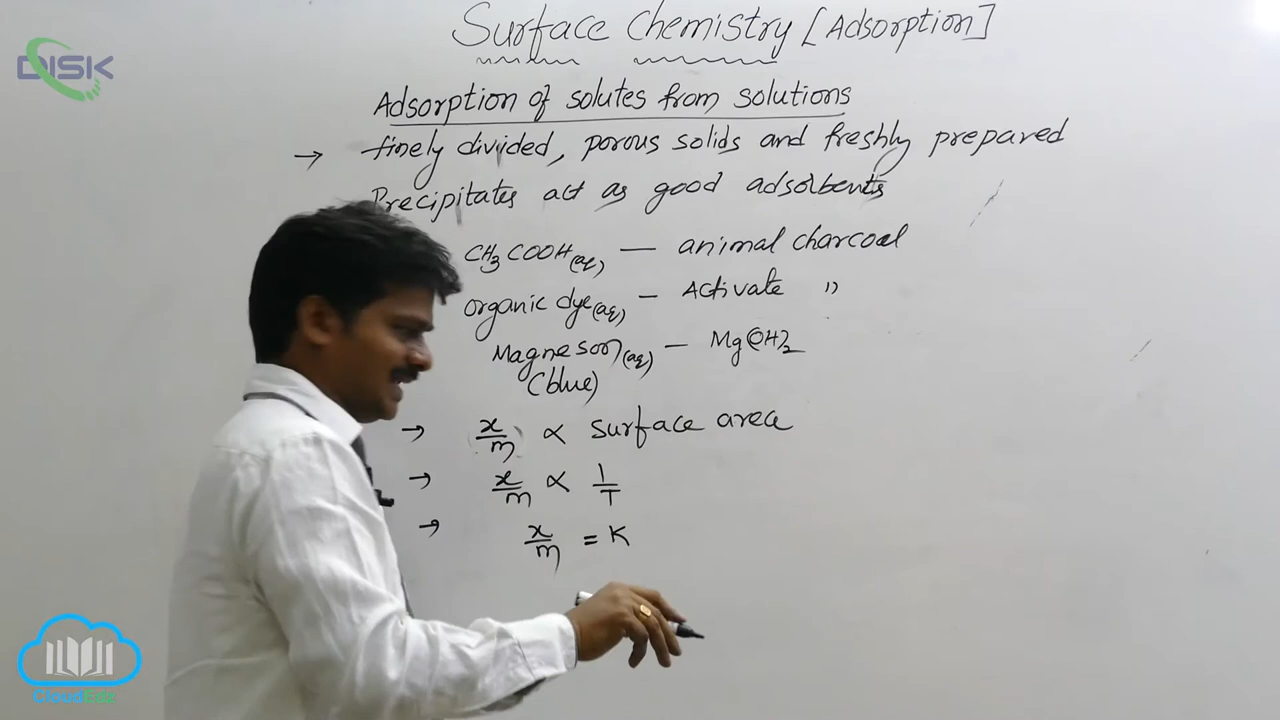 Surface Chemistry [Adsorption]
DISK
Adsorption of solutes from solutions
→ finely divided, porous solids and freshly prepared
Precipitates act as good adsorbents
CH3COOH(aq) — animal charcoal
Organic dye(aq) — Activate "
Magneson(aq) — Mg(OH)2
(blue)
→ x/m ∝ surface area
→ x/m ∝ 1/T
→ x/m = K
CloudEdz